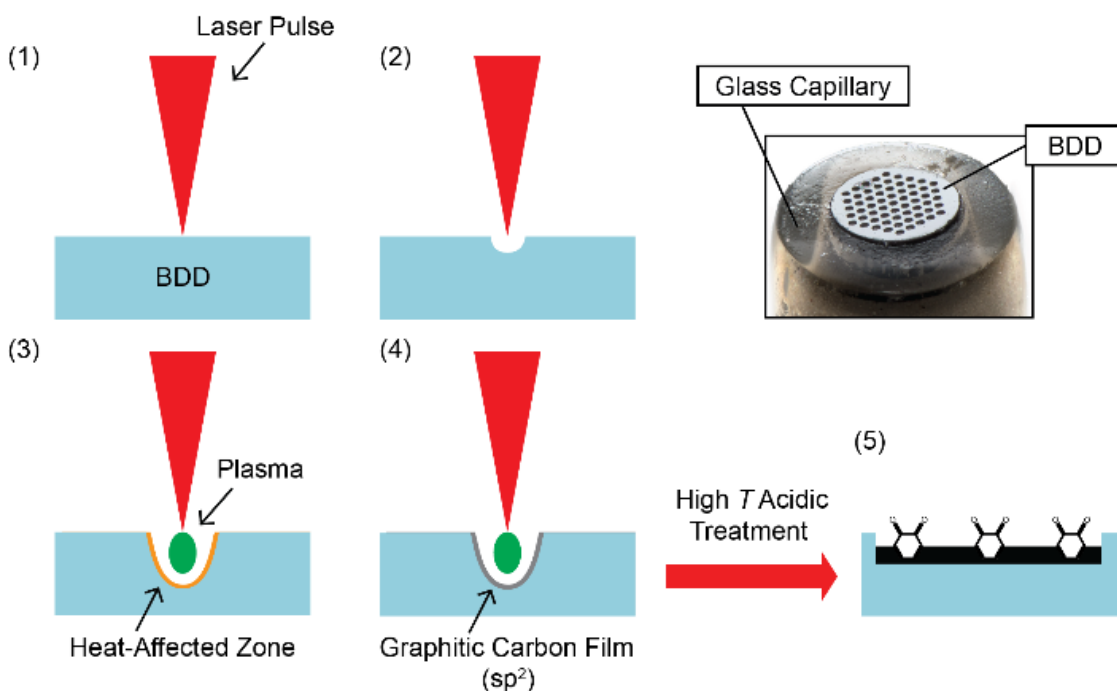 Laser Pulse
(1)
(2)
BDD
Glass Capillary
BDD
(3)
Plasma
Heat-Affected Zone
(4)
Graphitic Carbon Film
(sp²)
High T Acidic
Treatment
(5)
O O O O O O